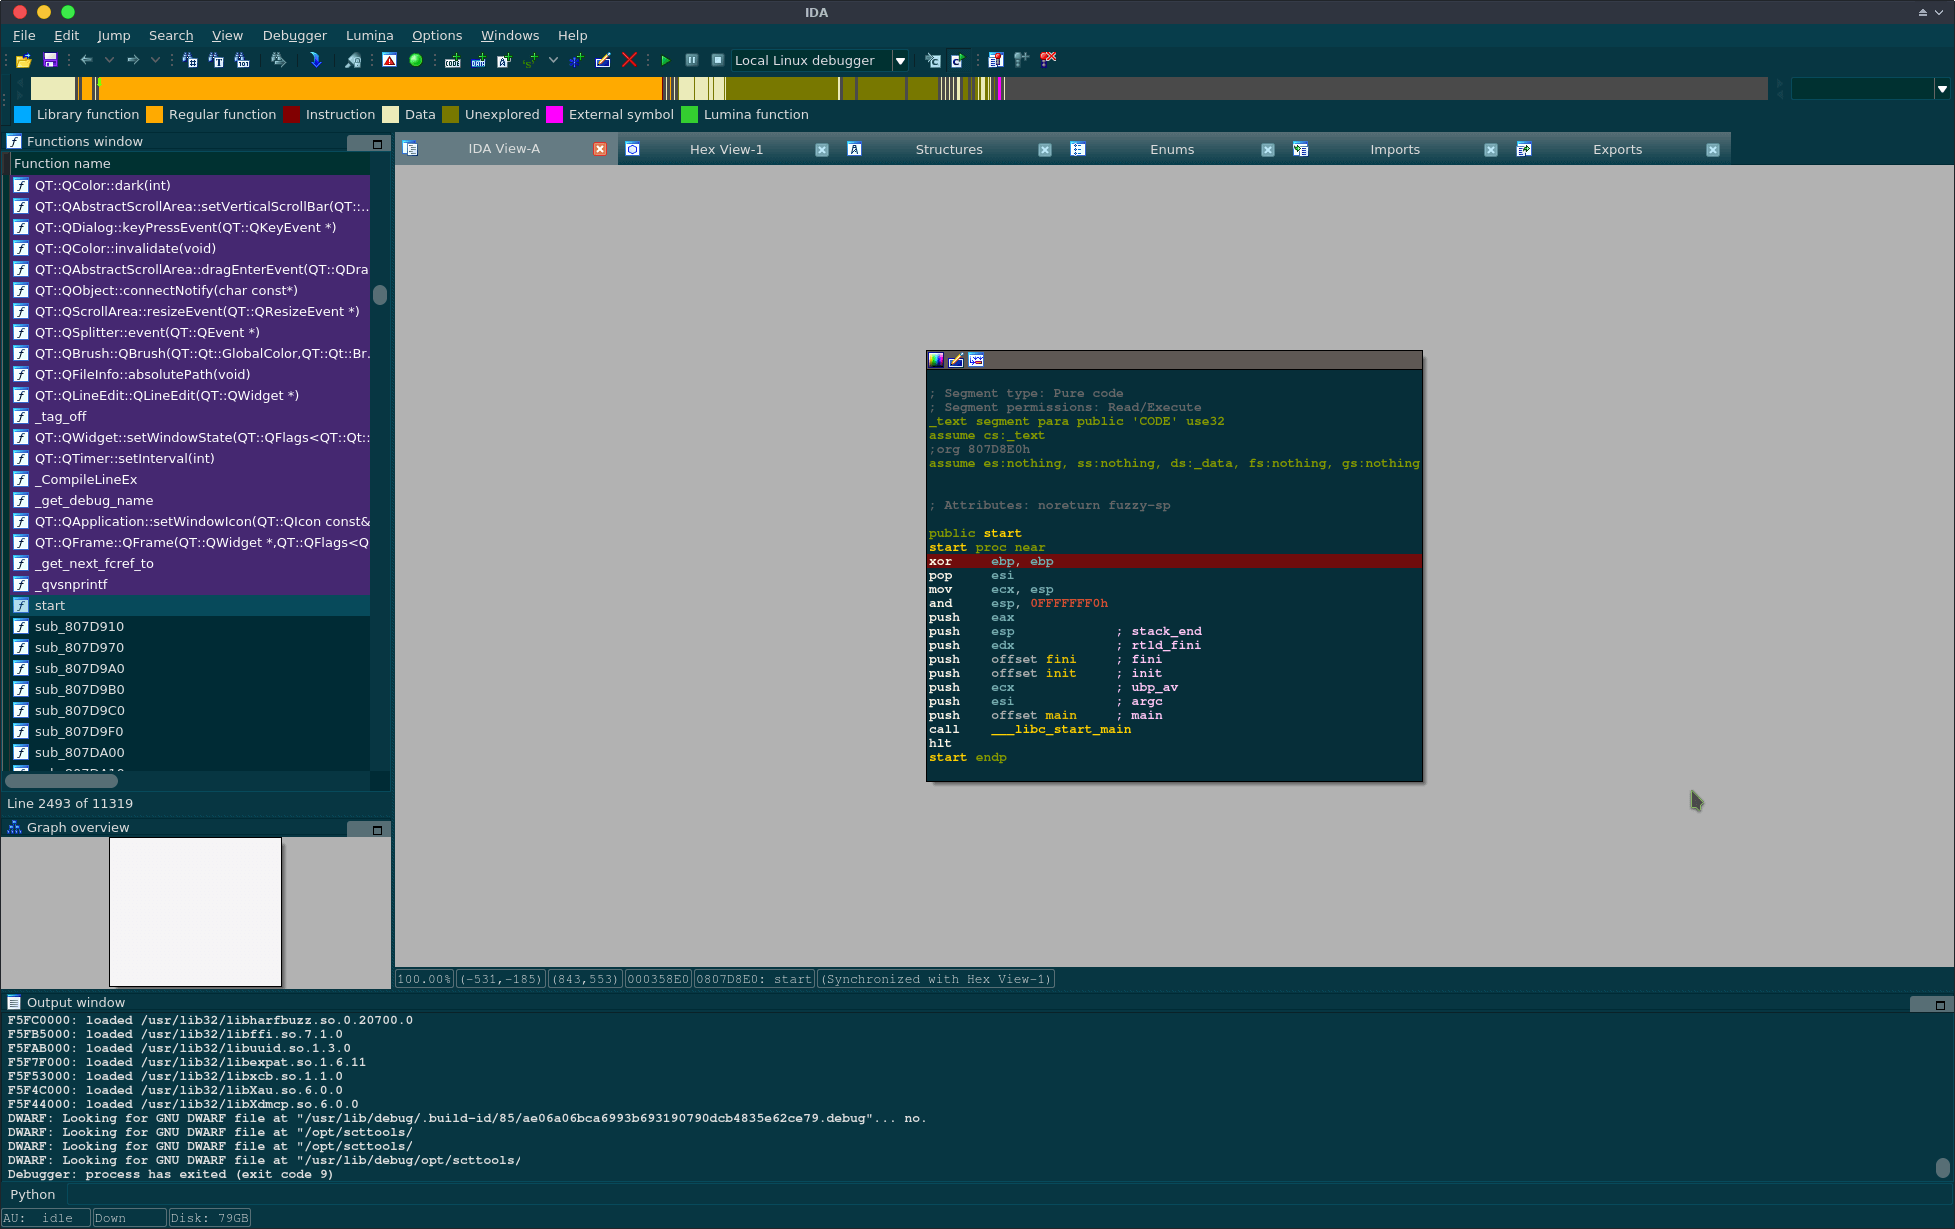 IDA
File Edit Jump Search View Debugger Lumina Options Windows Help
Local Linux debugger
Library function Regular function Instruction Data Unexplored External symbol Lumina function
Functions window
Function name
QT::QColor::dark(int)
QT::QAbstractScrollArea::setVerticalScrollBar(QT::..
QT::QDialog::keyPressEvent(QT::QKeyEvent *)
QT::QColor::invalidate(void)
QT::QAbstractScrollArea::dragEnterEvent(QT::QDra
QT::QObject::connectNotify(char const*)
QT::QScrollArea::resizeEvent(QT::QResizeEvent *)
QT::QSplitter::event(QT::QEvent *)
QT::QBrush::QBrush(QT::Qt::GlobalColor,QT::Qt::Br.
QT::QFileInfo::absolutePath(void)
QT::QLineEdit::QLineEdit(QT::QWidget *)
_tag_off
QT::QWidget::setWindowState(QT::QFlags<QT::Qt::
QT::QTimer::setInterval(int)
_CompileLineEx
_get_debug_name
QT::QApplication::setWindowIcon(QT::QIcon const&
QT::QFrame::QFrame(QT::QWidget *,QT::QFlags<Q
_get_next_fcref_to
_qvsnprintf
start
sub_807D910
sub_807D970
sub_807D9A0
sub_807D9B0
sub_807D9C0
sub_807D9F0
sub_807DA00
Line 2493 of 11319
Graph overview
IDA View-A Hex View-1 Structures Enums Imports Exports
; Segment type: Pure code
; Segment permissions: Read/Execute
_text segment para public 'CODE' use32
assume cs:_text
;org 807D8E0h
assume es:nothing, ss:nothing, ds:_data, fs:nothing, gs:nothing
; Attributes: noreturn fuzzy-sp
public start
start proc near
xor ebp, ebp
pop esi
mov ecx, esp
and esp, 0FFFFFFF0h
push eax
push esp ; stack_end
push edx ; rtld_fini
push offset fini ; fini
push offset init ; init
push ecx ; ubp_av
push esi ; argc
push offset main ; main
call ___libc_start_main
hlt
start endp
100.00% (-531,-185) (843,553) 000358E0 0807D8E0: start (Synchronized with Hex View-1)
Output window
F5FC0000: loaded /usr/lib32/libharfbuzz.so.0.20700.0
F5FB5000: loaded /usr/lib32/libffi.so.7.1.0
F5FAB000: loaded /usr/lib32/libuuid.so.1.3.0
F5F7F000: loaded /usr/lib32/libexpat.so.1.6.11
F5F53000: loaded /usr/lib32/libxcb.so.1.1.0
F5F4C000: loaded /usr/lib32/libXau.so.6.0.0
F5F44000: loaded /usr/lib32/libXdmcp.so.6.0.0
DWARF: Looking for GNU DWARF file at "/usr/lib/debug/.build-id/85/ae06a06bca6993b693190790dcb4835e62ce79.debug"... no.
DWARF: Looking for GNU DWARF file at "/opt/scttools/
DWARF: Looking for GNU DWARF file at "/opt/scttools/
DWARF: Looking for GNU DWARF file at "/usr/lib/debug/opt/scttools/
Debugger: process has exited (exit code 9)
Python
AU: idle Down Disk: 79GB